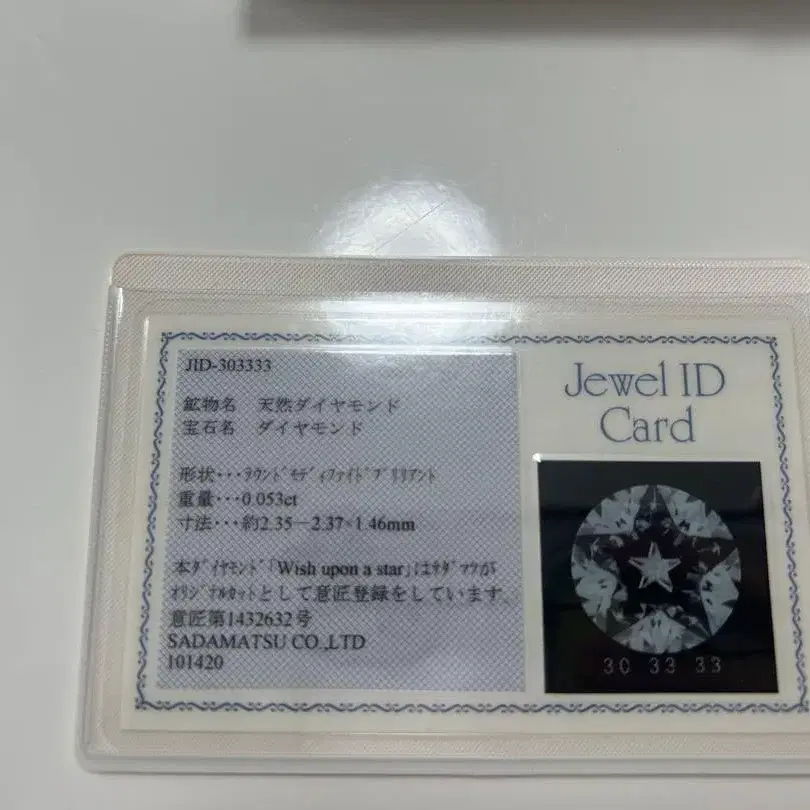 JID-303333
鉱物名 天然ダイヤモンド
宝石名 ダイヤモンド
形状・・・ﾗｳﾝﾄﾞﾓﾃﾞｨﾌｧｲﾄﾞﾌﾞﾘﾘｱﾝﾄ
重量・・・0.053ct
寸法・・・約2.35－2.37×1.46mm
本ﾀﾞｲﾔﾓﾝﾄﾞ「Wish upon a star」はｻﾀﾞﾏﾂが
ｵﾘｼﾞﾅﾙｾｯﾄとして意匠登録をしています。
意匠第1432632号
SADAMATSU CO.,LTD
101420
Jewel ID
Card
30 33 33